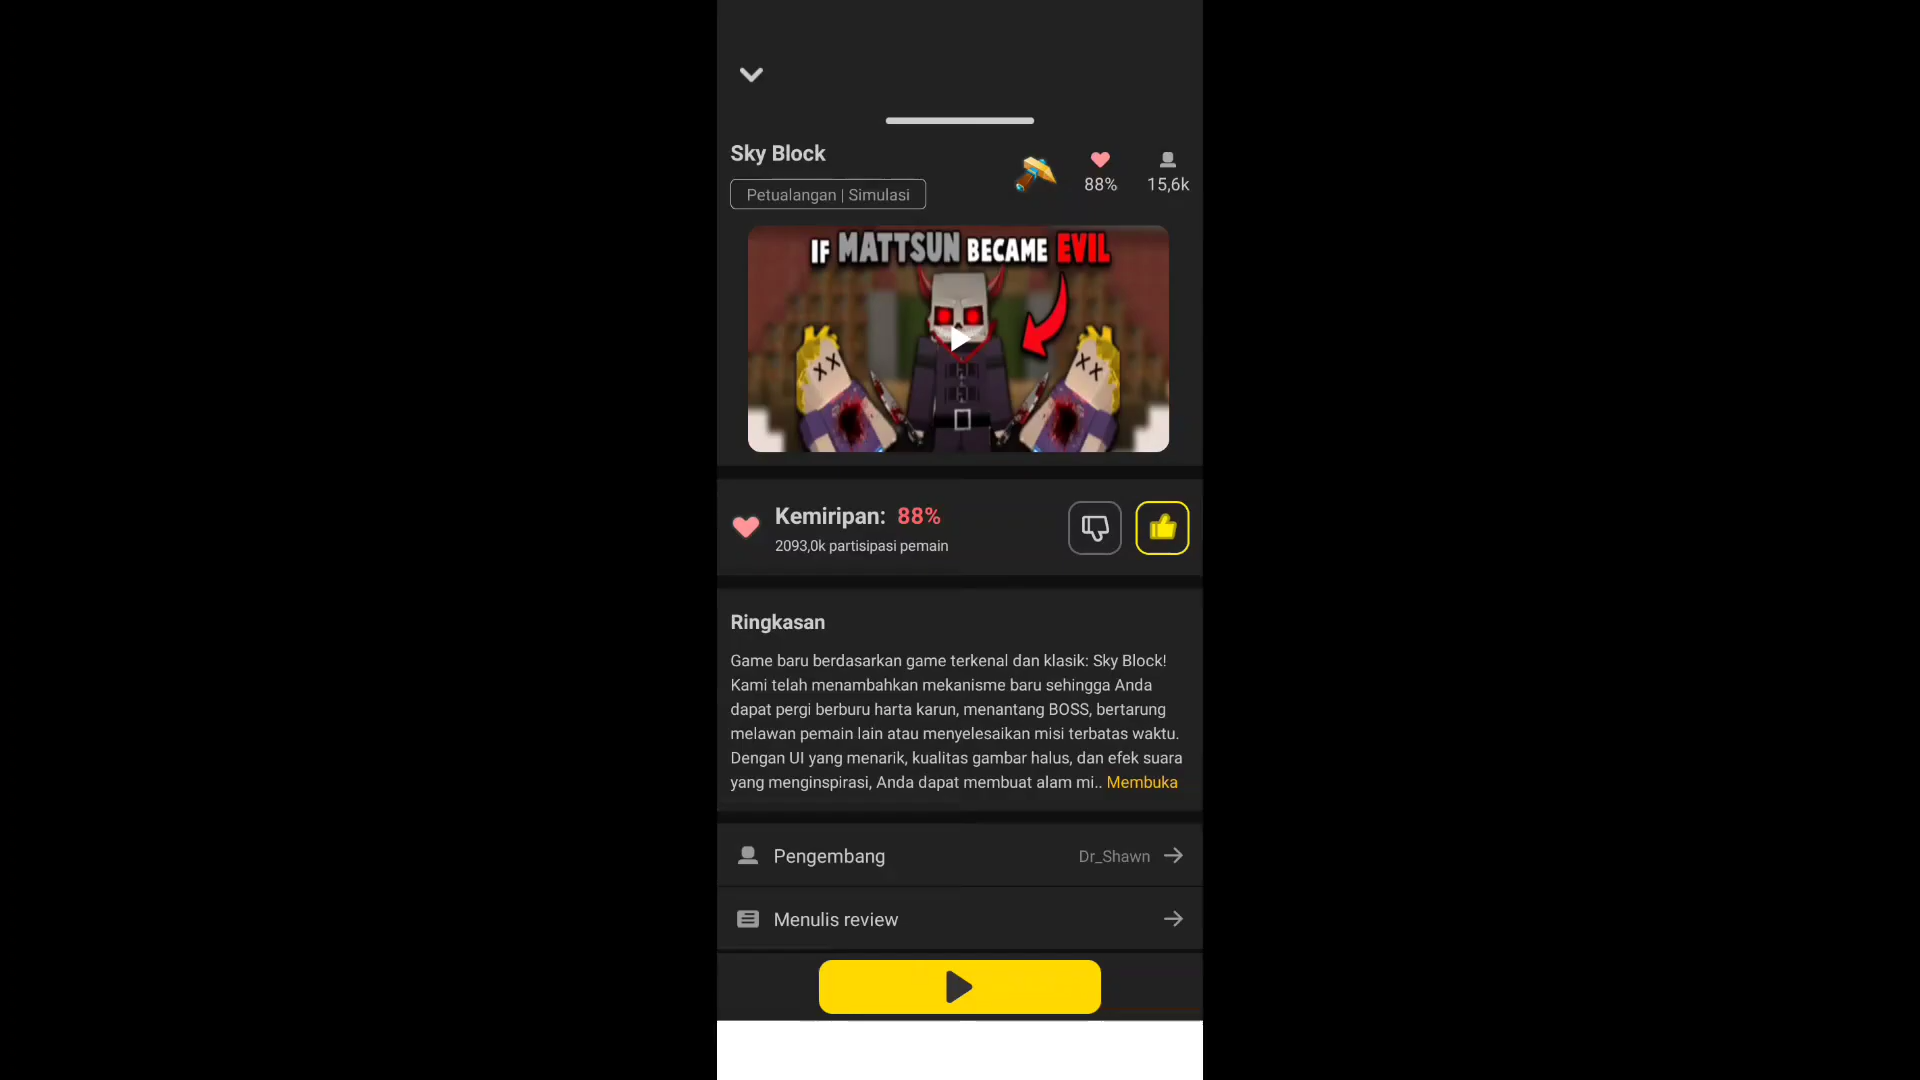 Sky Block
Petualangan | Simulasi
88%
15,6k
IF MATTSUN BECAME EVIL
Kemiripan: 88%
2093,0k partisipasi pemain
Ringkasan
Game baru berdasarkan game terkenal dan klasik: Sky Block!
Kami telah menambahkan mekanisme baru sehingga Anda
dapat pergi berburu harta karun, menantang BOSS, bertarung
melawan pemain lain atau menyelesaikan misi terbatas waktu.
Dengan UI yang menarik, kualitas gambar halus, dan efek suara
yang menginspirasi, Anda dapat membuat alam mi.. Membuka
Pengembang
Dr_Shawn
Menulis review